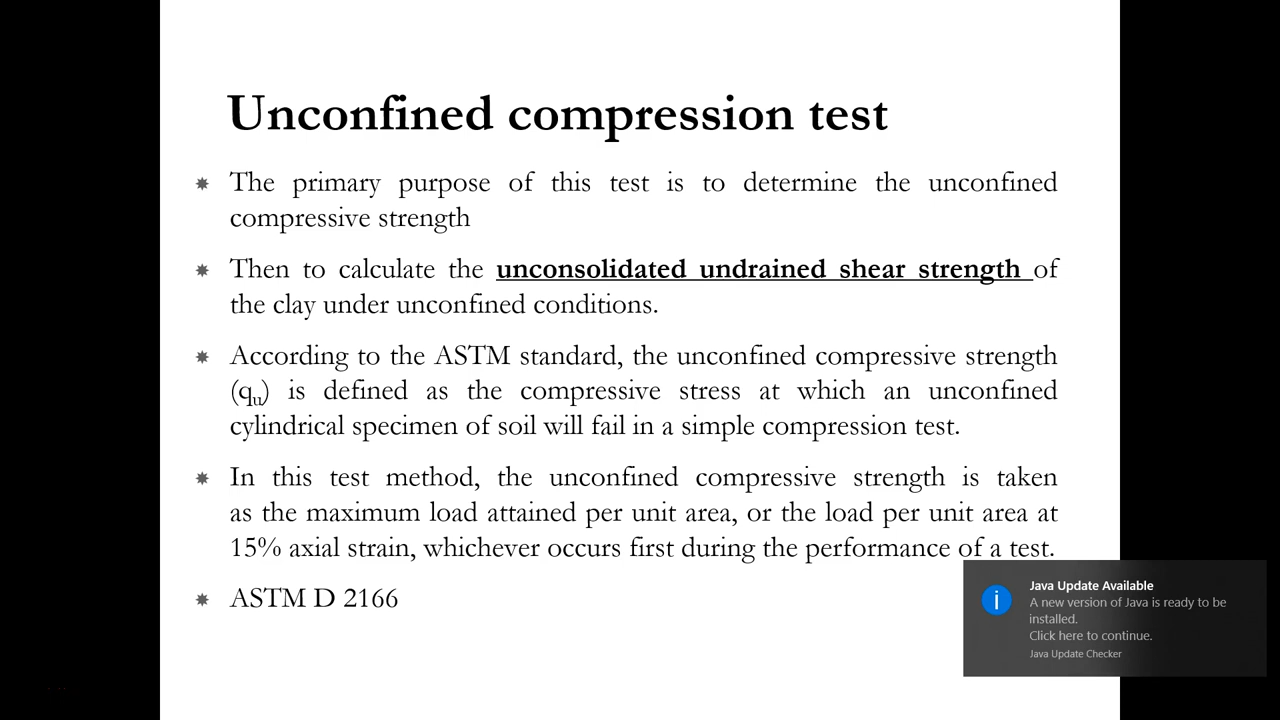 Unconfined compression test
The primary purpose of this test is to determine the unconfined
compressive strength
Then to calculate the unconsolidated undrained shear strength of
the clay under unconfined conditions.
According to the ASTM standard, the unconfined compressive strength
(qu) is defined as the compressive stress at which an unconfined
cylindrical specimen of soil will fail in a simple compression test.
In this test method, the unconfined compressive strength is taken
as the maximum load attained per unit area, or the load per unit area at
15% axial strain, whichever occurs first during the performance of a test.
ASTM D 2166
Java Update Available
A new version of Java is ready to be
installed.
Click here to continue.
Java Update Checker